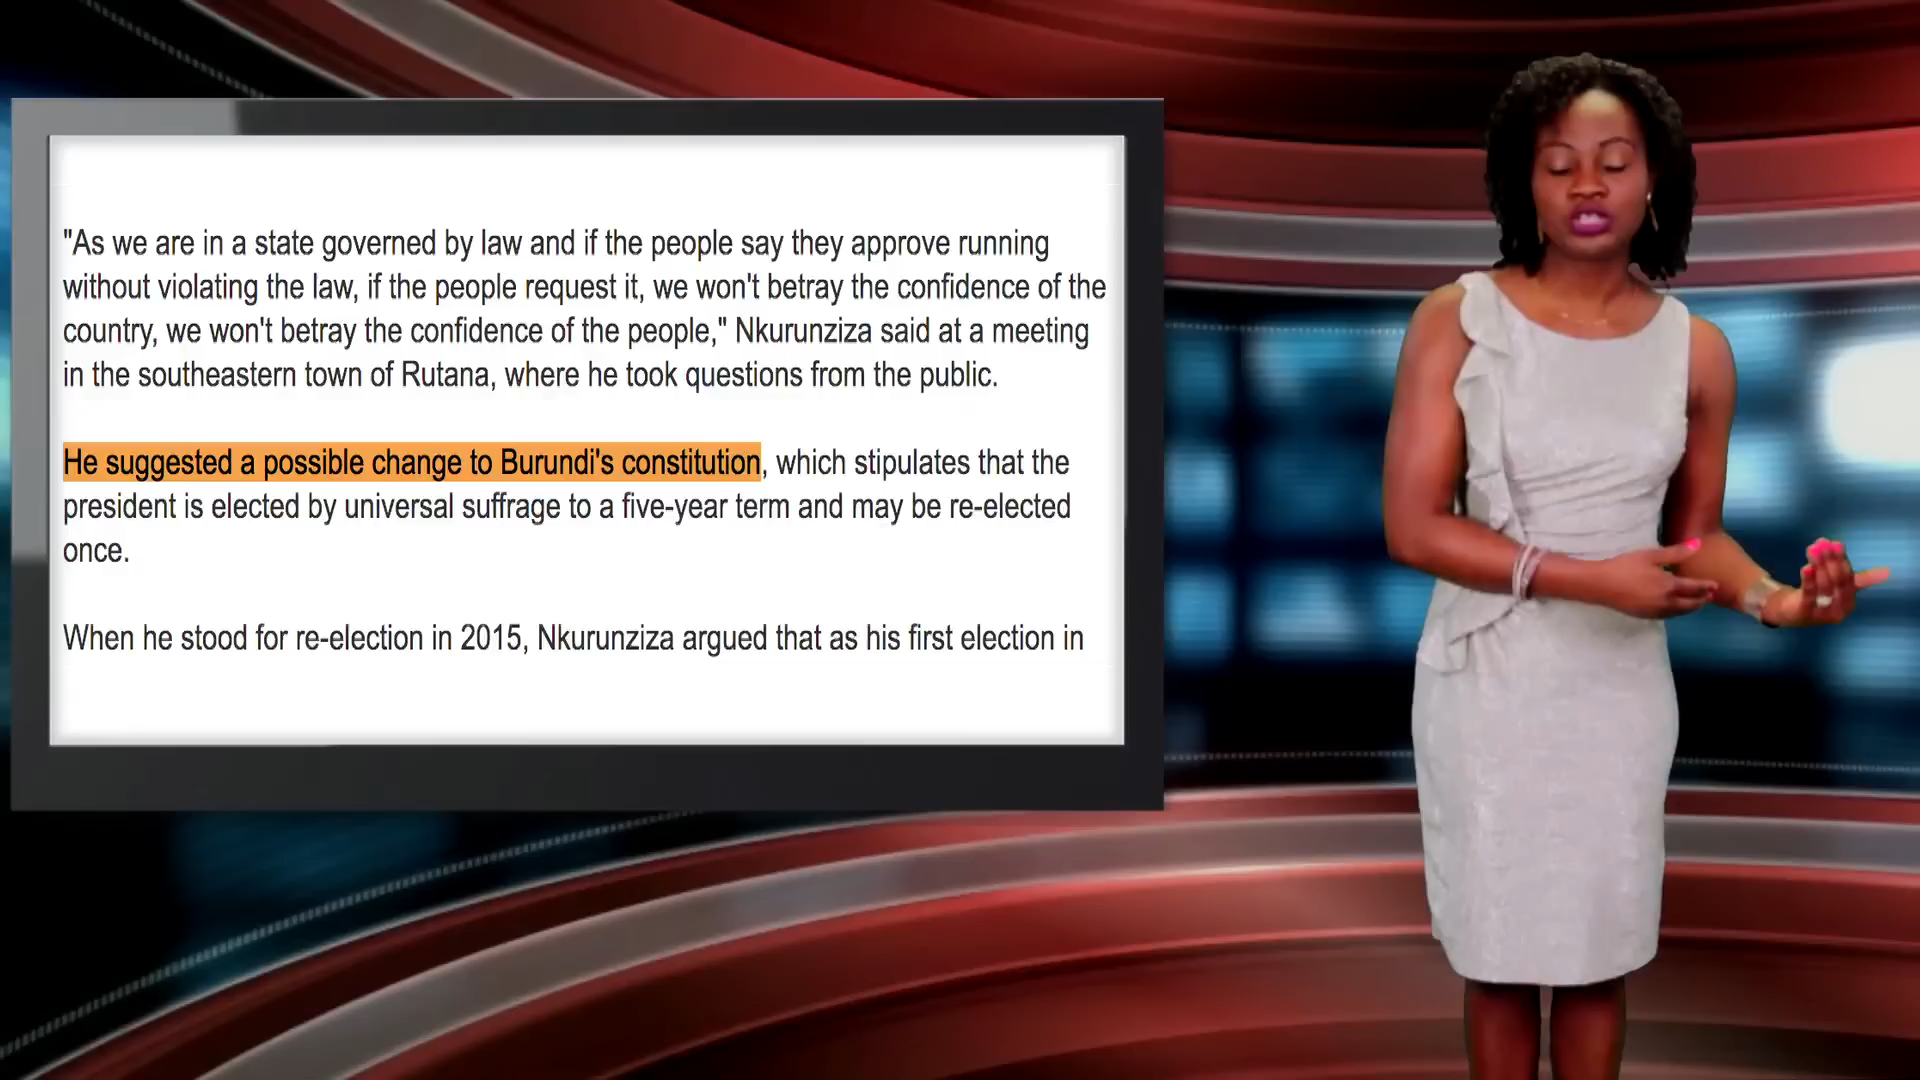 "As we are in a state governed by law and if the people say they approve running
without violating the law, if the people request it, we won't betray the confidence of the
country, we won't betray the confidence of the people," Nkurunziza said at a meeting
in the southeastern town of Rutana, where he took questions from the public.
He suggested a possible change to Burundi's constitution, which stipulates that the
president is elected by universal suffrage to a five-year term and may be re-elected
once.
When he stood for re-election in 2015, Nkurunziza argued that as his first election in